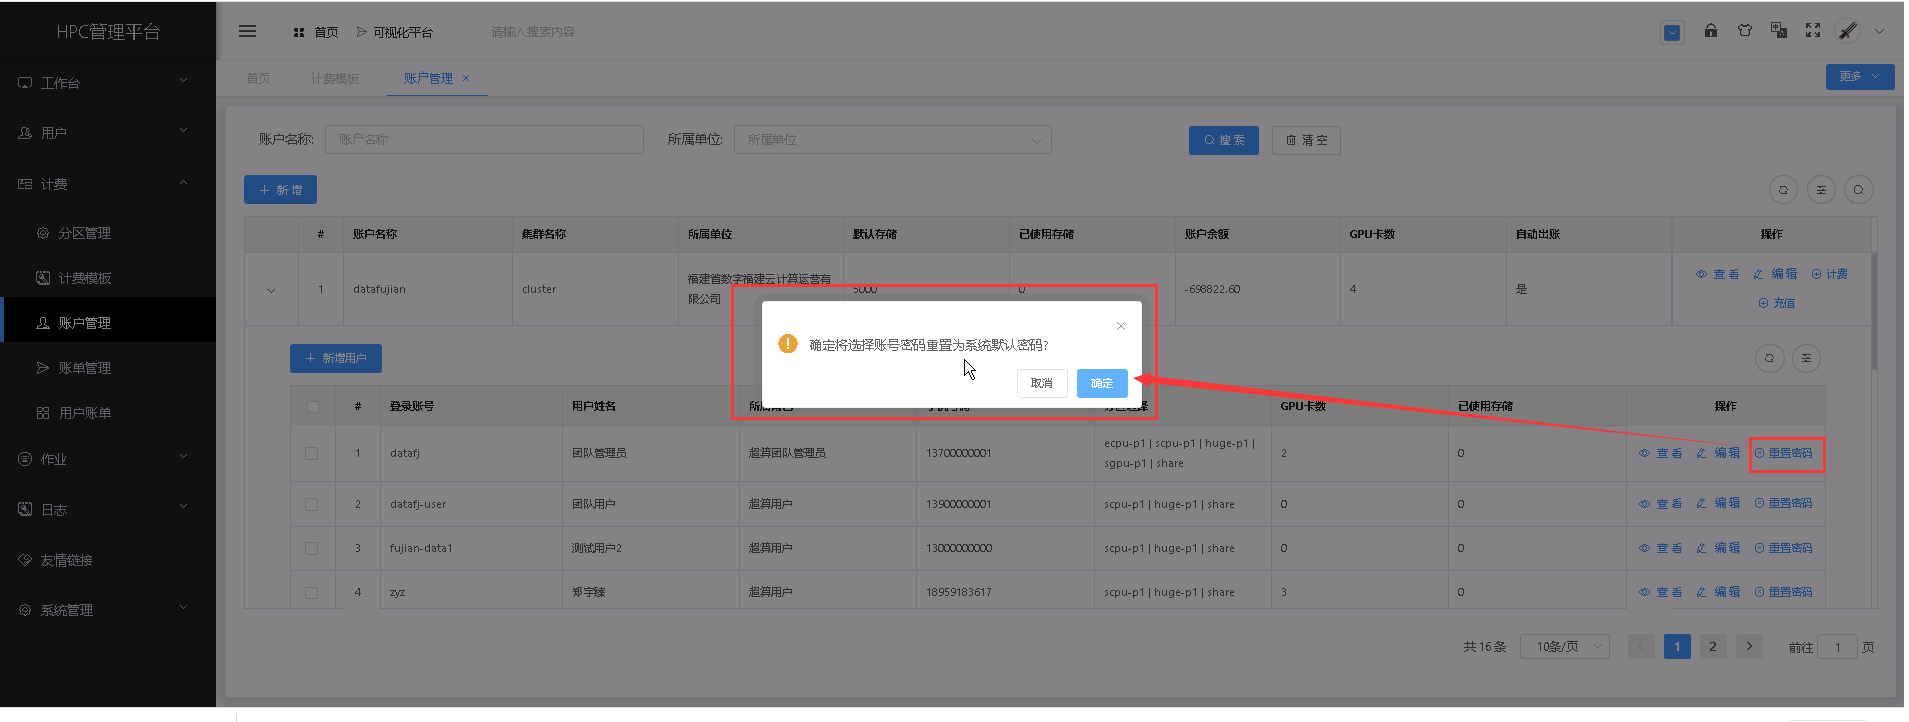 HPC管理平台
首页
可视化平台
请输入搜索内容
工作台
用户
计费
分区管理
计费模板
账户管理
账单管理
用户账单
作业
日志
友情链接
系统管理
首页 计费模板 账户管理 ×
更多
账户名称: 账户名称 所属单位: 所属单位 搜索 清空
+ 新增
# 账户名称 集群名称 所属单位 默认存储 已使用存储 账户余额 GPU卡数 自动出账 操作
1 datafujian cluster 福建省数字福建云计算运营有限公司 5000 0 -698822.60 4 是 查看 编辑 计费 充值
+ 新增用户
确定将选择账号密码重置为系统默认密码?
取消 确定
# 登录账号 用户姓名 GPU卡数 已使用存储 操作
1 datafj 团队管理员 超算团队管理员 13700000001 ecpu-p1 | scpu-p1 | huge-p1 | sgpu-p1 | share 2 0 查看 编辑 重置密码
2 datafj-user 团队用户 超算用户 13900000001 scpu-p1 | huge-p1 | share 0 0 查看 编辑 重置密码
3 fujian-data1 测试用户2 超算用户 13000000000 scpu-p1 | huge-p1 | share 0 0 查看 编辑 重置密码
4 zyz 郑宇臻 超算用户 18959183617 scpu-p1 | huge-p1 | share 3 0 查看 编辑 重置密码
共 16 条 10条/页 < 1 2 > 前往 1 页